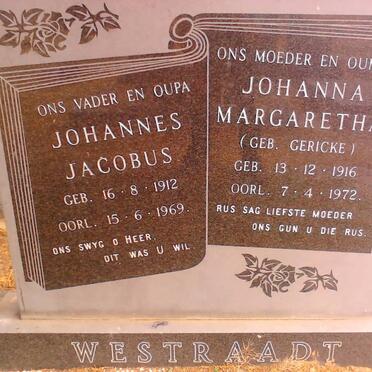 ONS VADER EN OUPA
JOHANNES
JACOBUS
GEB. 16·8·1912
OORL. 15·6·1969.
ONS SWYG O HEER,
DIT WAS U WIL.
ONS MOEDER EN
JOHANNA
MARGARETHA
(GEB. GERICKE)
GEB. 13·12·1916
OORL. 7·4·1972.
RUS SAG LIEFSTE MOEDER
ONS GUN U DIE RUS.
WESTRAADT